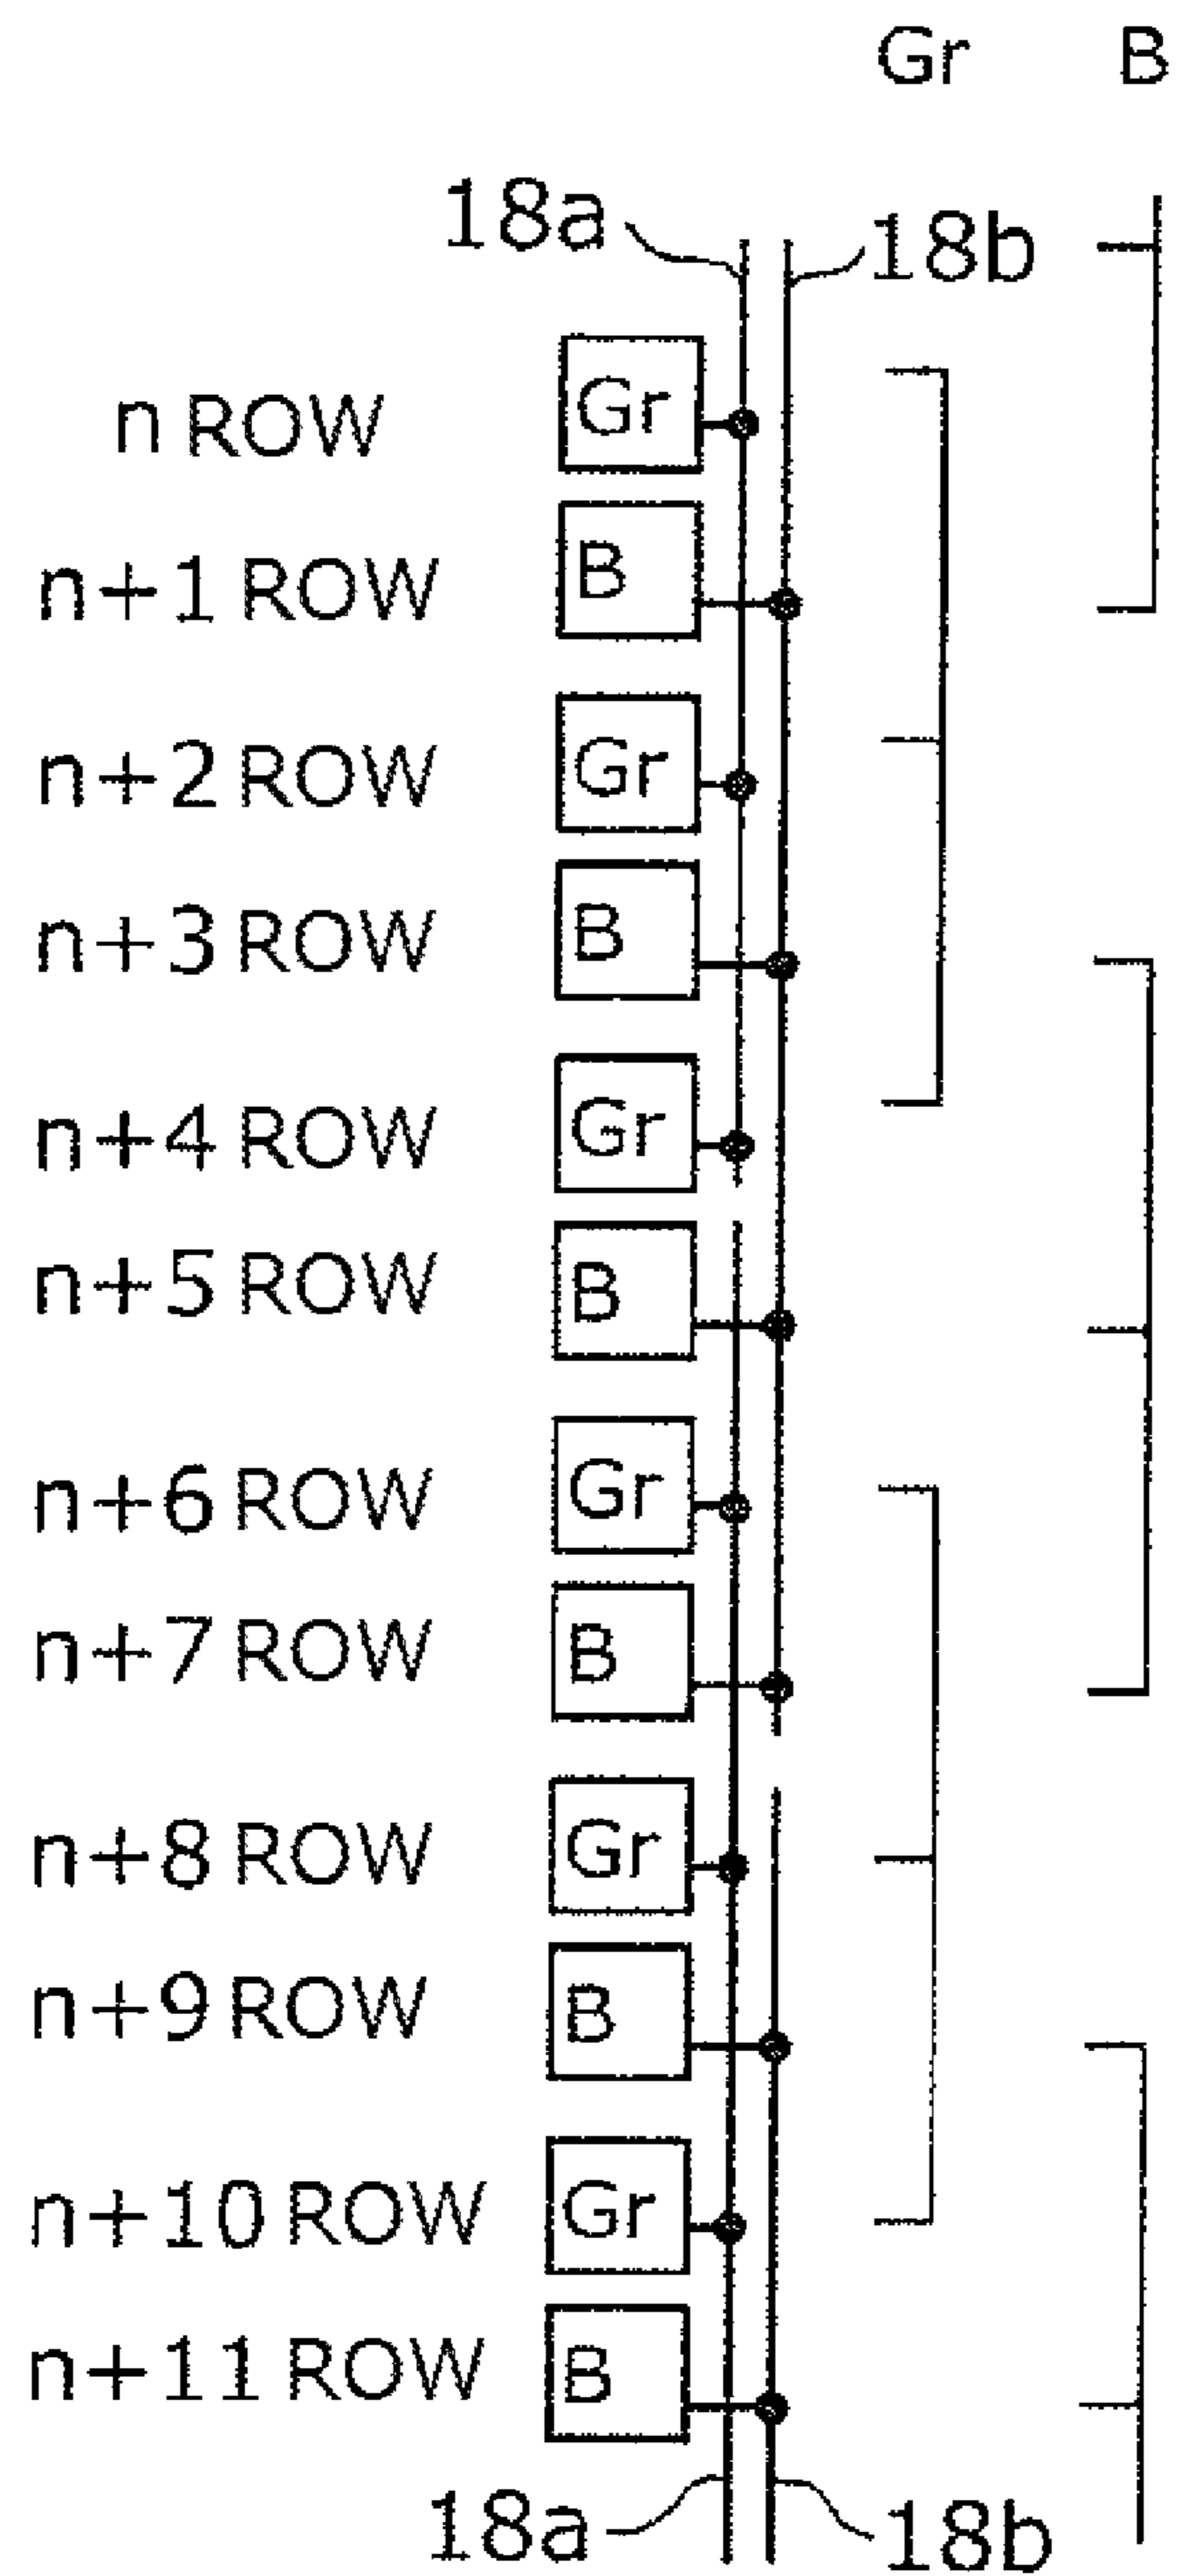 Gr B
18a 18b
n ROW Gr
n+1 ROW B
n+2 ROW Gr
n+3 ROW B
n+4 ROW Gr
n+5 ROW B
n+6 ROW Gr
n+7 ROW B
n+8 ROW Gr
n+9 ROW B
n+10 ROW Gr
n+11 ROW B
18a 18b